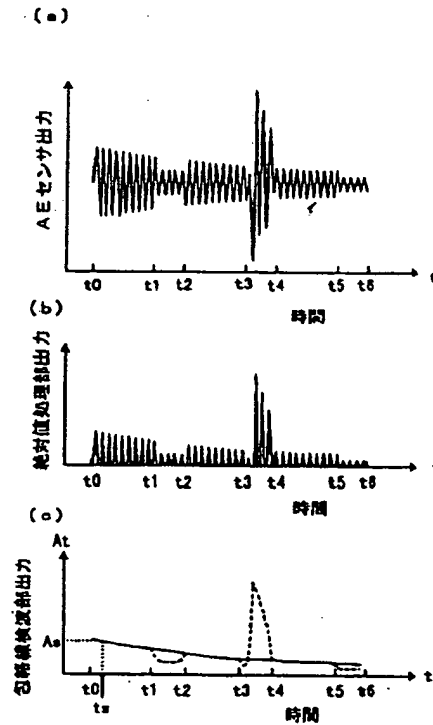 (a)
AEセンサ出力
t0 t1 t2 t3 t4 t5 t6 t
時間
(b)
絶対値処理部出力
t0 t1 t2 t3 t4 t5 t6 t
時間
(c)
包絡線検波部出力
At
As
t0 t1 t2 t3 t4 t5 t6 t
ts
時間